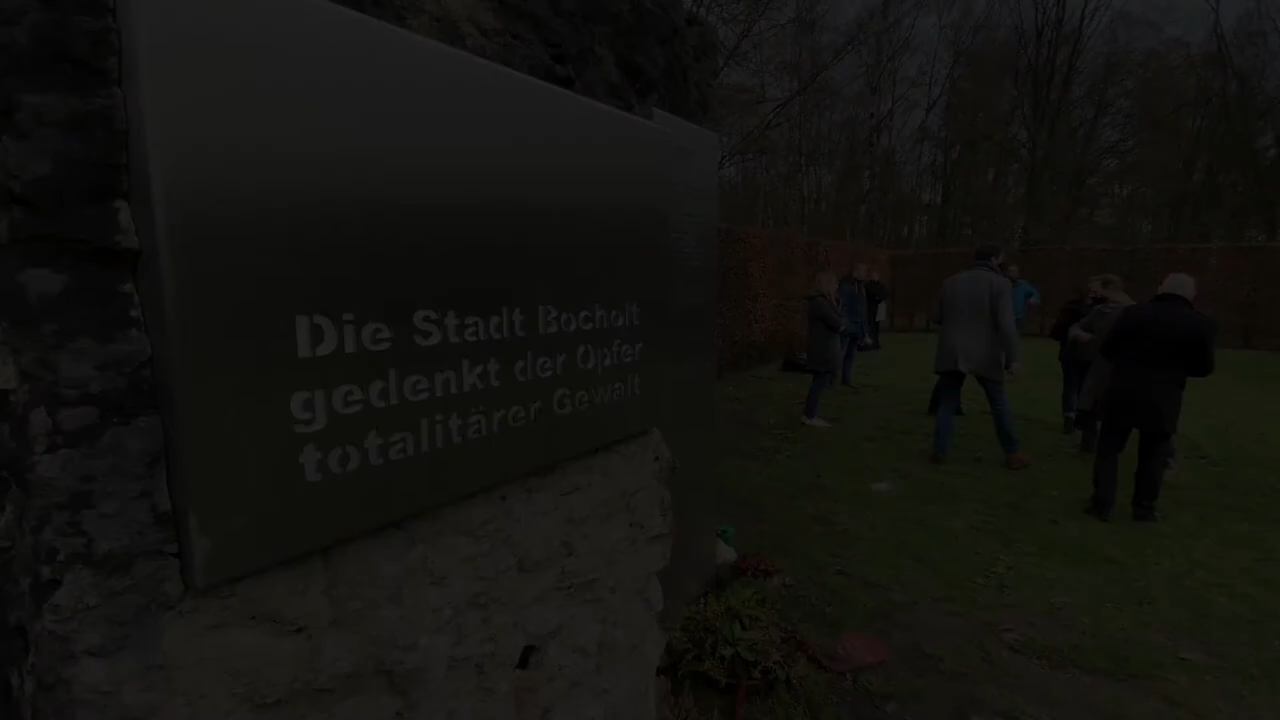 Die Stadt Bocholt
gedenkt der Opfer
totalitärer Gewalt